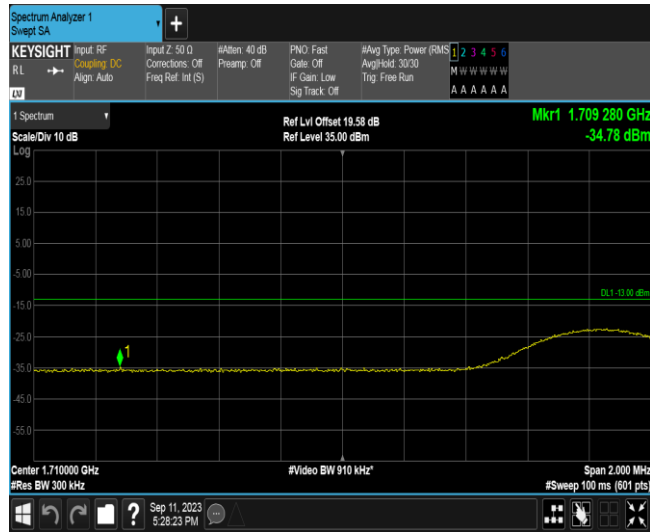 Spectrum Analyzer 1
Swept SA
KEYSIGHT
RL
LXI
Input: RF
Coupling: DC
Align: Auto
Input Z: 50 Ω
Corrections: Off
Freq Ref: Int (S)
#Atten: 40 dB
Preamp: Off
PNO: Fast
Gate: Off
IF Gain: Low
Sig Track: Off
#Avg Type: Power (RMS
Avg|Hold: 30/30
Trig: Free Run
1 2 3 4 5 6
M W W W W W
A A A A A A
1 Spectrum
Scale/Div 10 dB
Log
Ref Lvl Offset 19.58 dB
Ref Level 35.00 dBm
Mkr1 1.709 280 GHz
-34.78 dBm
25.0
15.0
5.00
-5.00
DL1 -13.00 dBm
-15.0
-25.0
1
-35.0
-45.0
-55.0
Center 1.710000 GHz
#Res BW 300 kHz
#Video BW 910 kHz*
Span 2.000 MHz
#Sweep 100 ms (601 pts)
?
Sep 11, 2023
5:28:23 PM